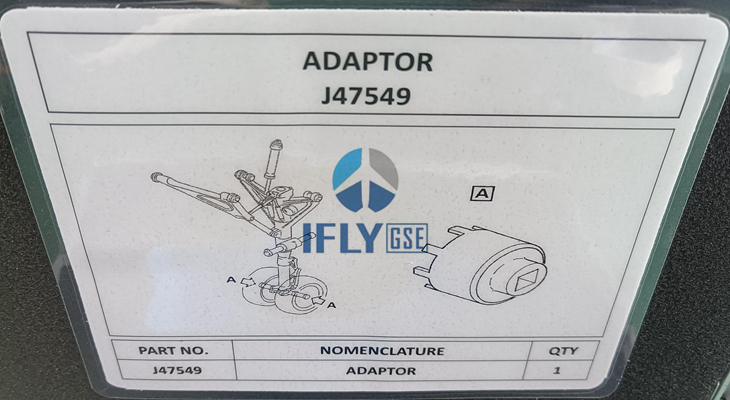 ADAPTOR
J47549
A
IFLY GSE
A
A
PART NO. NOMENCLATURE QTY
J47549 ADAPTOR 1